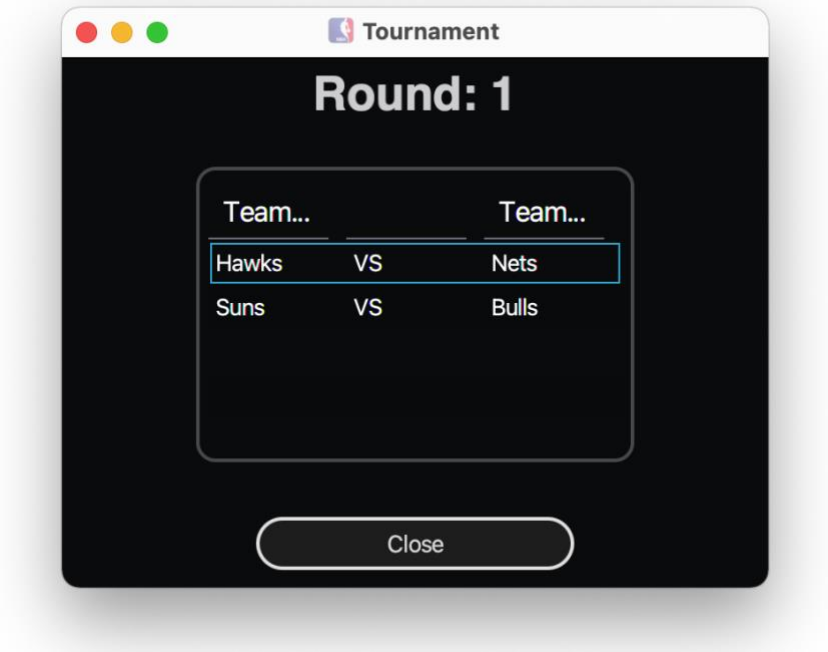 Tournament
Round: 1
Team... Team...
Hawks VS Nets
Suns VS Bulls
Close